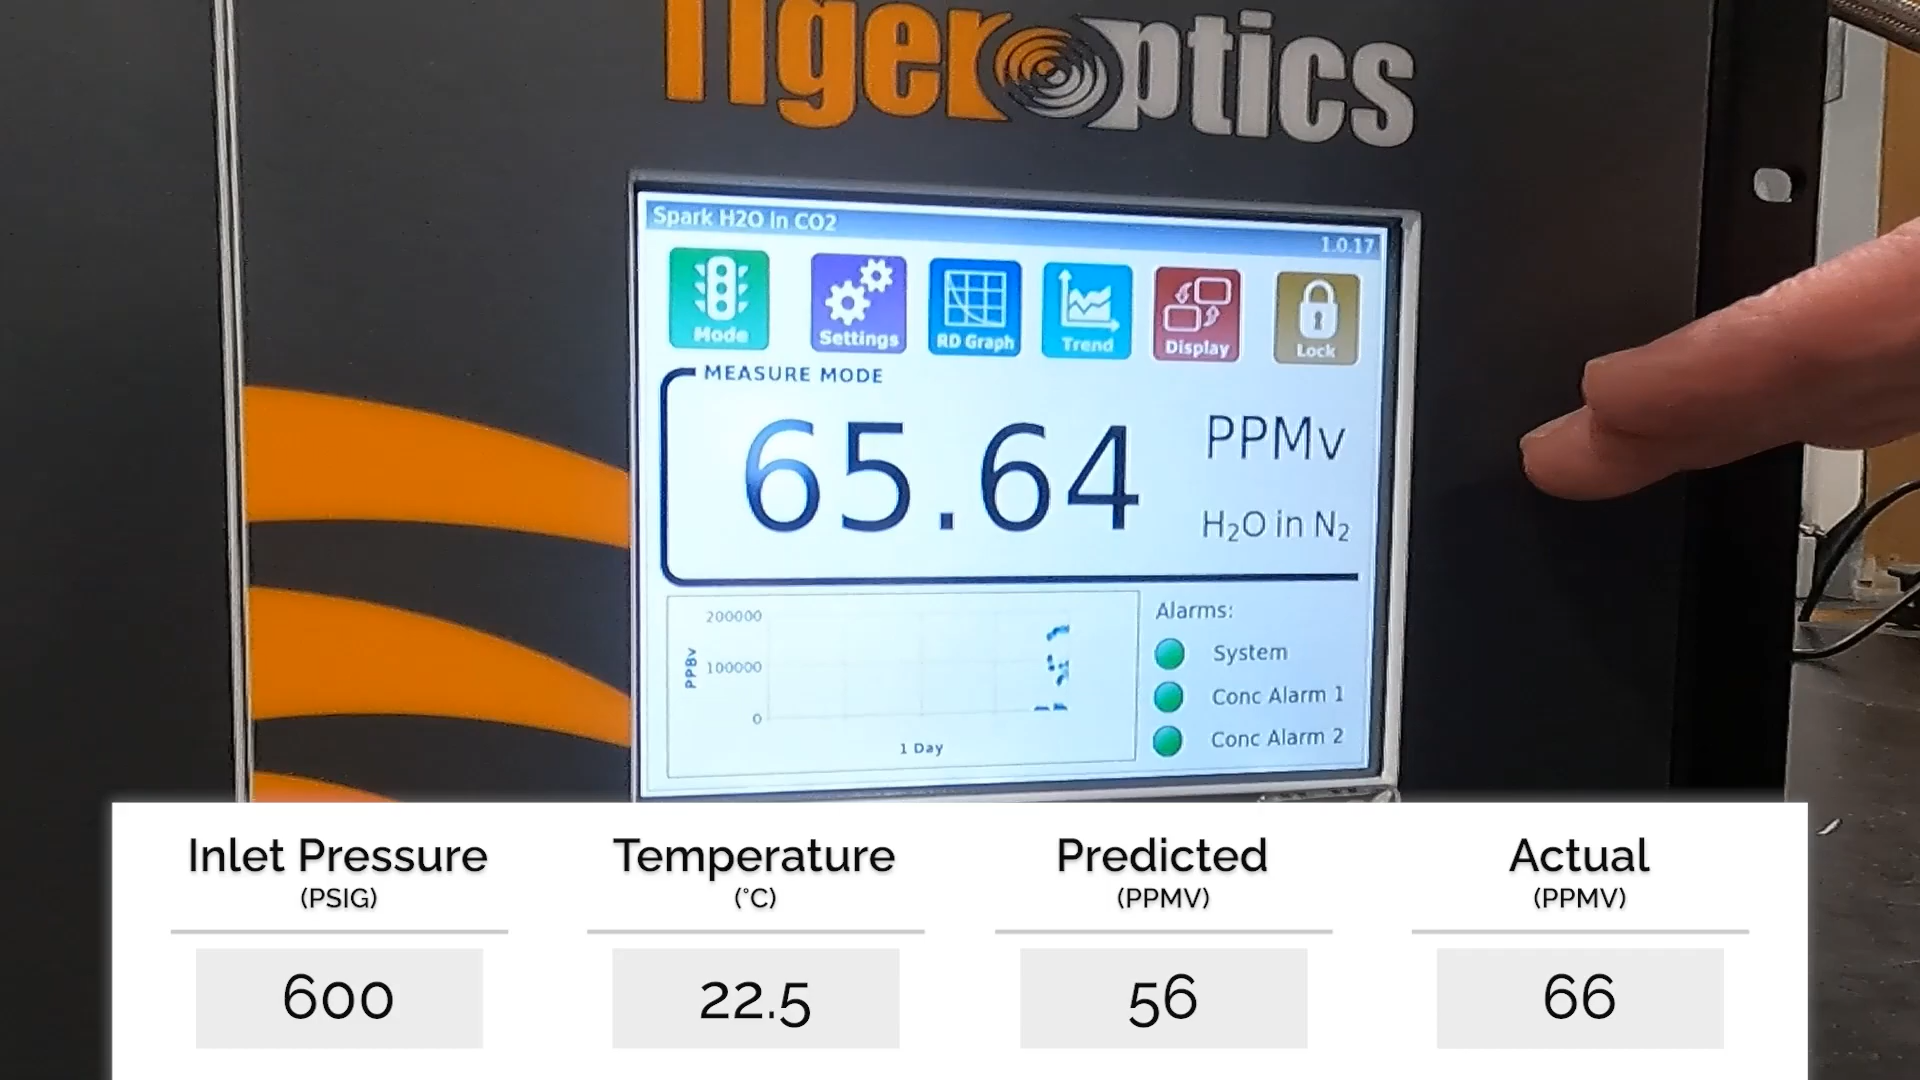 Tigeroptics
Spark H2O in CO2
1.0.17
Mode
Settings
RD Graph
Trend
Display
Lock
MEASURE MODE
65.64
PPMv
H₂O in N₂
200000
100000
0
PPBv
1 Day
Alarms:
System
Conc Alarm 1
Conc Alarm 2
Inlet Pressure
(PSIG)
600
Temperature
(°C)
22.5
Predicted
(PPMV)
56
Actual
(PPMV)
66